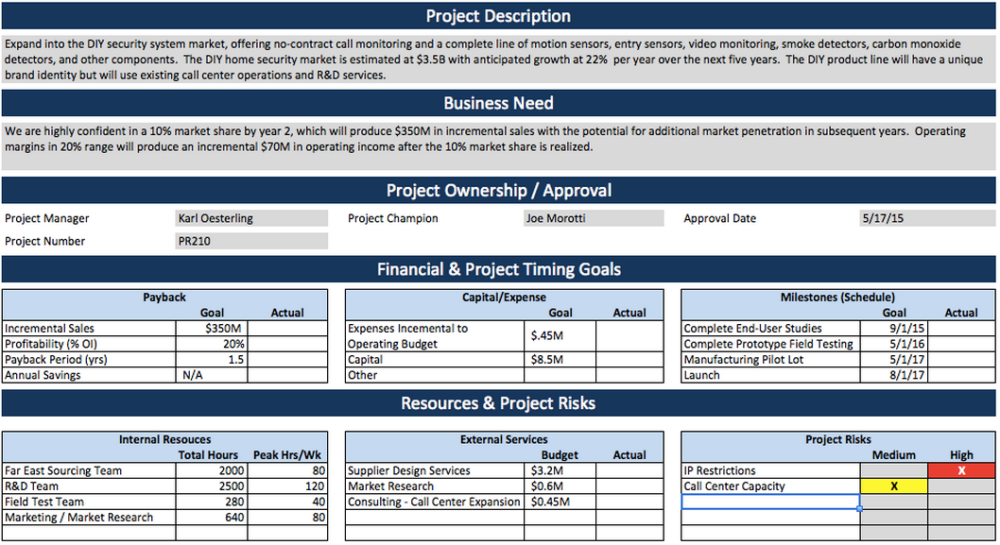 Project Description
Expand into the DIY security system market, offering no-contract call monitoring and a complete line of motion sensors, entry sensors, video monitoring, smoke detectors, carbon monoxide
detectors, and other components. The DIY home security market is estimated at $3.5B with anticipated growth at 22% per year over the next five years. The DIY product line will have a unique
brand identity but will use existing call center operations and R&D services.
Business Need
We are highly confident in a 10% market share by year 2, which will produce $350M in incremental sales with the potential for additional market penetration in subsequent years. Operating
margins in 20% range will produce an incremental $70M in operating income after the 10% market share is realized.
Project Ownership / Approval
Project Manager Karl Oesterling Project Champion Joe Morotti Approval Date 5/17/15
Project Number PR210
Financial & Project Timing Goals
Payback
Goal Actual
Incremental Sales $350M
Profitability (% OI) 20%
Payback Period (yrs) 1.5
Annual Savings N/A
Capital/Expense
Goal Actual
Expenses Incemental to
Operating Budget $.45M
Capital $8.5M
Other
Milestones (Schedule)
Goal Actual
Complete End-User Studies 9/1/15
Complete Prototype Field Testing 5/1/16
Manufacturing Pilot Lot 5/1/17
Launch 8/1/17
Resources & Project Risks
Internal Resouces
Total Hours Peak Hrs/Wk
Far East Sourcing Team 2000 80
R&D Team 2500 120
Field Test Team 280 40
Marketing / Market Research 640 80
External Services
Budget Actual
Supplier Design Services $3.2M
Market Research $0.6M
Consulting - Call Center Expansion $0.45M
Project Risks
Medium High
IP Restrictions X
Call Center Capacity X